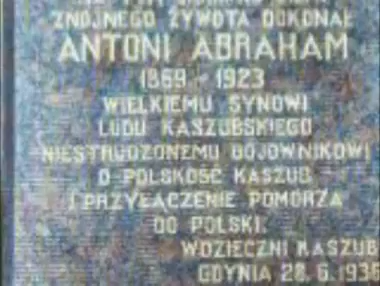 ZNOJNEGO ŻYWOTA DOKONAŁ
ANTONI ABRAHAM
1869 - 1923
WIELKIEMU SYNOWI
LUDU KASZUBSKIEGO
NIESTRUDZONEMU BOJOWNIKOWI
O POLSKOŚĆ KASZUB
I PRZYŁĄCZENIE POMORZA
DO POLSKI.
WDZIĘCZNI KASZUB
GDYNIA 28.6.1936